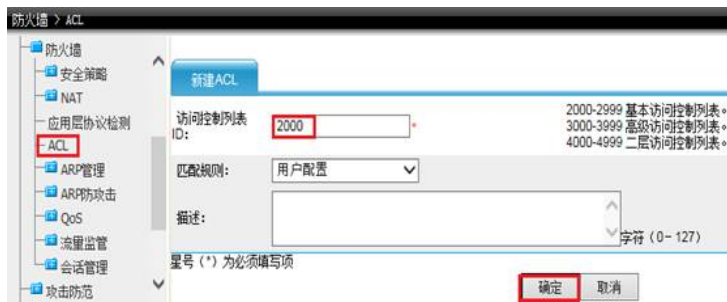 防火墙 > ACL
防火墙
安全策略
NAT
应用层协议检测
ACL
ARP管理
ARP防攻击
QoS
流量监管
会话管理
攻击防范
新建ACL
访问控制列表
ID:
2000
*
2000-2999 基本访问控制列表。
3000-3999 高级访问控制列表。
4000-4999 二层访问控制列表。
匹配规则:
用户配置
描述:
字符 (0-127)
星号 (*) 为必须填写项
确定
取消